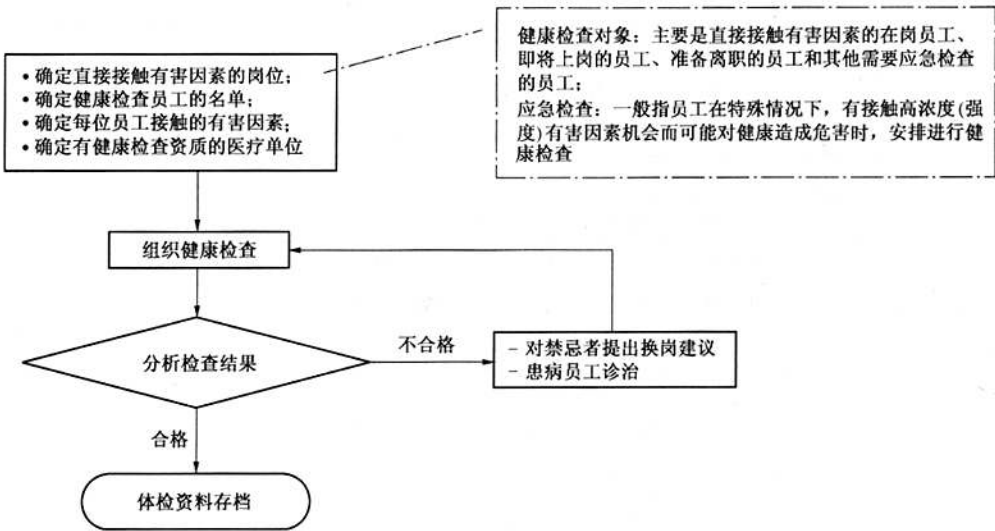 • 确定直接接触有害因素的岗位；
• 确定健康检查员工的名单；
• 确定每位员工接触的有害因素；
• 确定有健康检查资质的医疗单位
健康检查对象：主要是直接接触有害因素的在岗员工、
即将上岗的员工、准备离职的员工和其他需要应急检查
的员工；
应急检查：一般指员工在特殊情况下，有接触高浓度(强
度)有害因素机会而可能对健康造成危害时，安排进行健
康检查
组织健康检查
分析检查结果
不合格
– 对禁忌者提出换岗建议
– 患病员工诊治
合格
体检资料存档